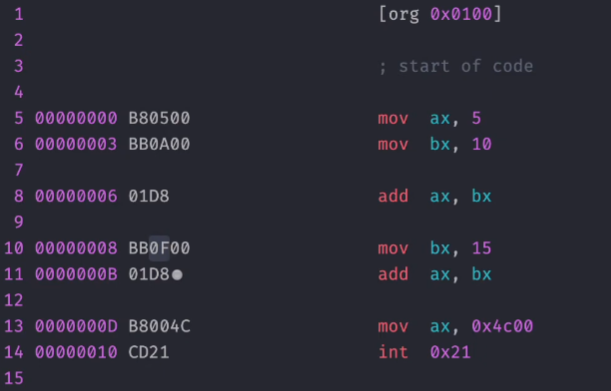 1 [org 0x0100]
2
3 ; start of code
4
5 00000000 B80500 mov ax, 5
6 00000003 BB0A00 mov bx, 10
7
8 00000006 01D8 add ax, bx
9
10 00000008 BB0F00 mov bx, 15
11 0000000B 01D8 add ax, bx
12
13 0000000D B8004C mov ax, 0x4c00
14 00000010 CD21 int 0x21
15